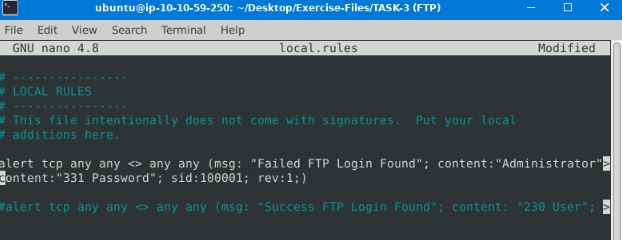 ubuntu@ip-10-10-59-250: ~/Desktop/Exercise-Files/TASK-3 (FTP)
File Edit View Search Terminal Help
GNU nano 4.8 local.rules Modified
# ----------------
# LOCAL RULES
# ----------------
# This file intentionally does not come with signatures.  Put your local
# additions here.
alert tcp any any <> any any (msg: "Failed FTP Login Found"; content:"Administrator">
content:"331 Password"; sid:100001; rev:1;)
#alert tcp any any <> any any (msg: "Success FTP Login Found"; content: "230 User"; >